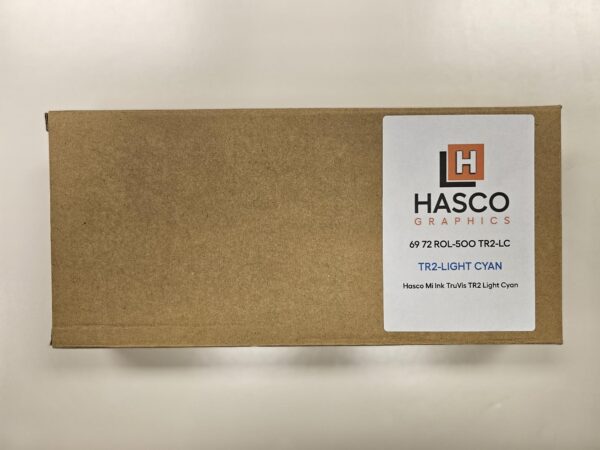 H
HASCO
GRAPHICS
69 72 ROL-500 TR2-LC
TR2-LIGHT CYAN
Hasco Mi Ink TruVis TR2 Light Cyan